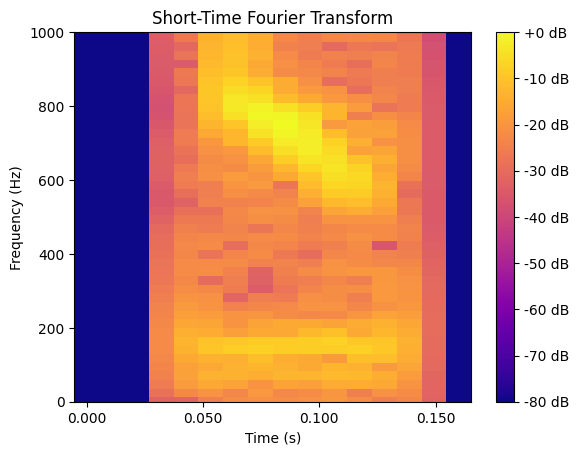 Short-Time Fourier Transform
1000
800
600
400
200
0
Frequency (Hz)
0.000
0.050
0.100
0.150
Time (s)
+0 dB
-10 dB
-20 dB
-30 dB
-40 dB
-50 dB
-60 dB
-70 dB
-80 dB